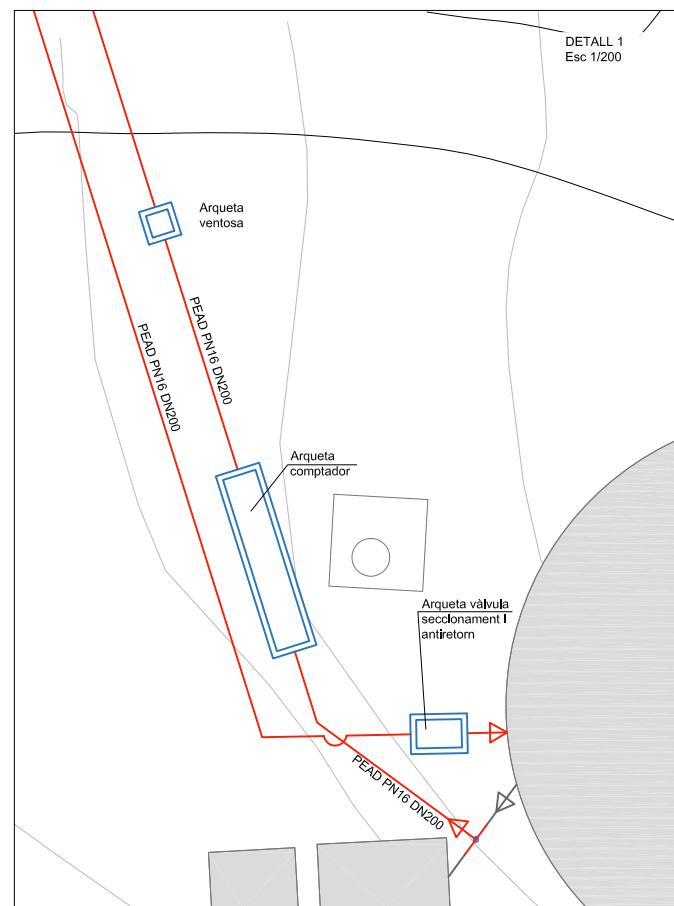 DETALL 1
Esc 1/200
Arqueta
ventosa
PEAD PN16 DN200
PEAD PN16 DN200
Arqueta
comptador
Arqueta vàlvula
seccionament I
antiretorn
PEAD PN16 DN200